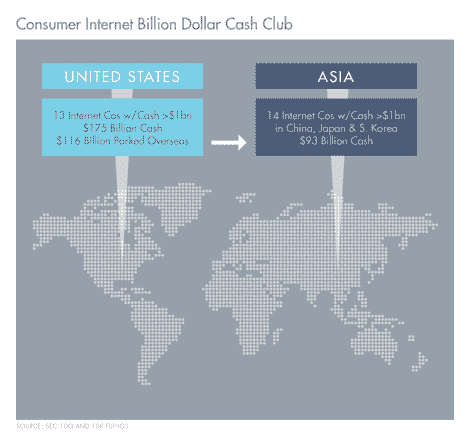 Consumer Internet Billion Dollar Cash Club
UNITED STATES
13 Internet Cos w/Cash >$1bn
$175 Billion Cash
$116 Billion Parked Overseas
ASIA
14 Internet Cos w/Cash >$1bn
in China, Japan & S. Korea
$93 Billion Cash
SOURCE: SEC 10Q AND 10K FILINGS